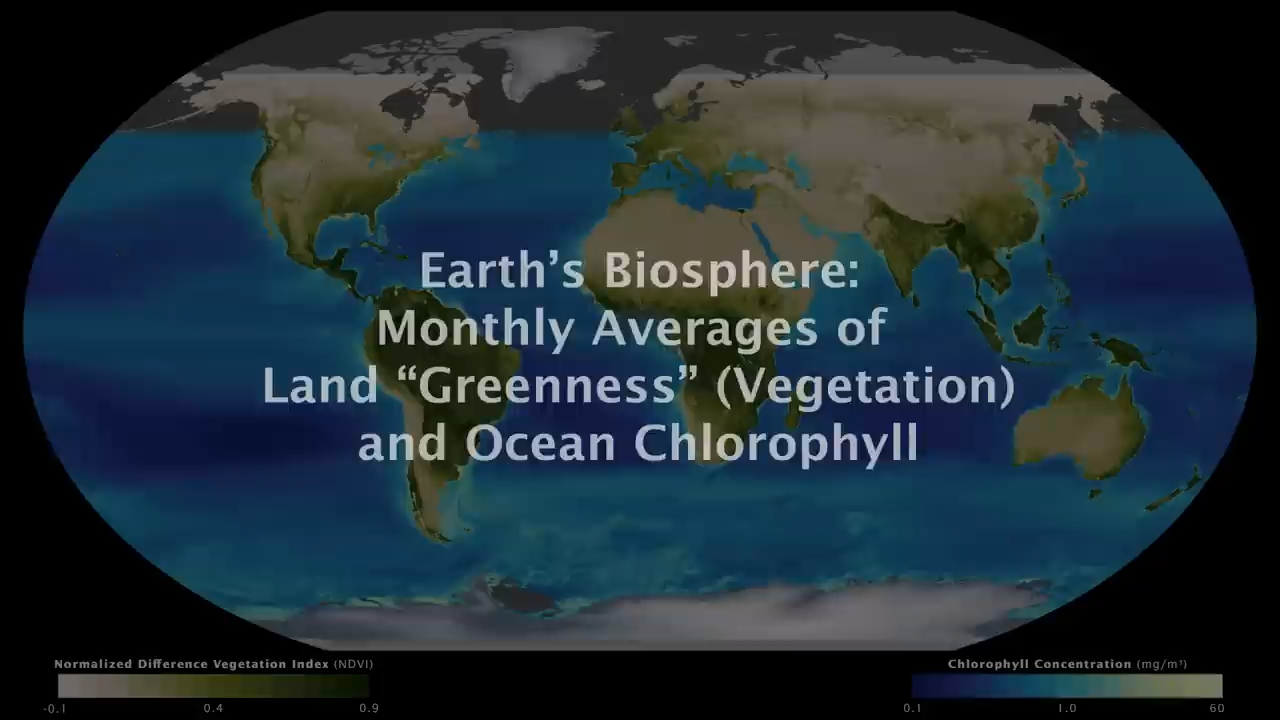 Earth’s Biosphere:
Monthly Averages of
Land “Greenness” (Vegetation)
and Ocean Chlorophyll
Normalized Difference Vegetation Index (NDVI)
-0.1 0.4 0.9
Chlorophyll Concentration (mg/m³)
0.1 1.0 60